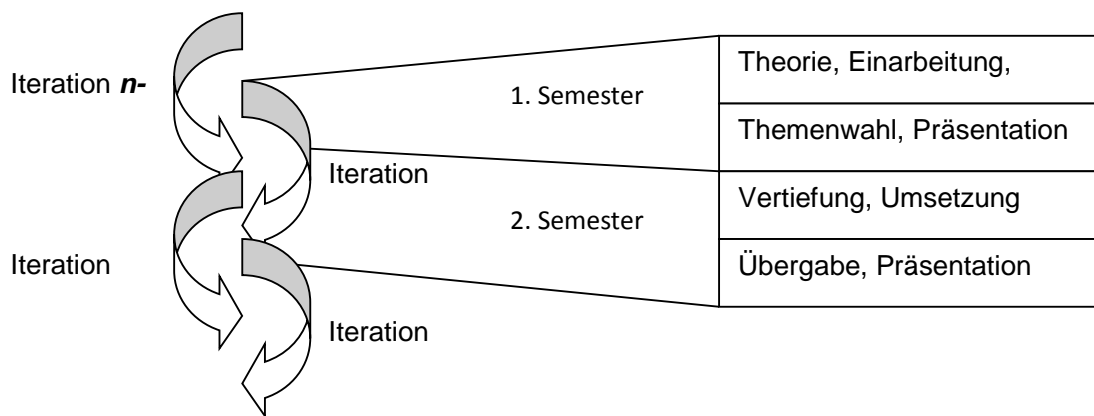 Theorie, Einarbeitung,
Iteration n-
1. Semester
Themenwahl, Präsentation
Iteration
Vertiefung, Umsetzung
2. Semester
Iteration
Übergabe, Präsentation
Iteration